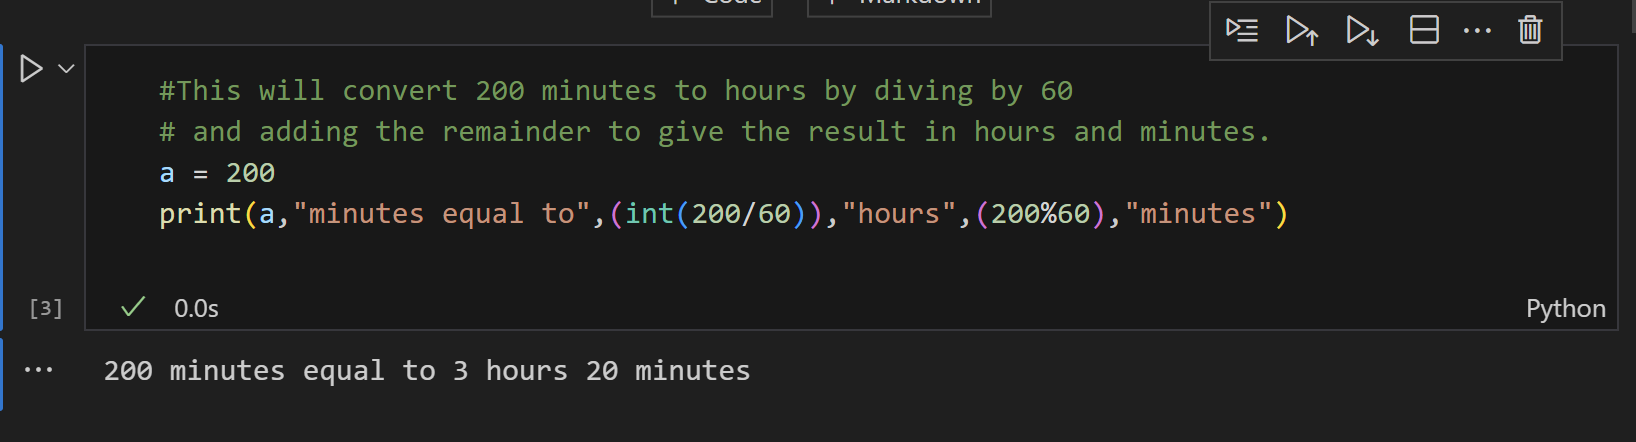 + Code + Markdown
#This will convert 200 minutes to hours by diving by 60
# and adding the remainder to give the result in hours and minutes.
a = 200
print(a,"minutes equal to",(int(200/60)),"hours",(200%60),"minutes")
[3] 0.0s Python
200 minutes equal to 3 hours 20 minutes